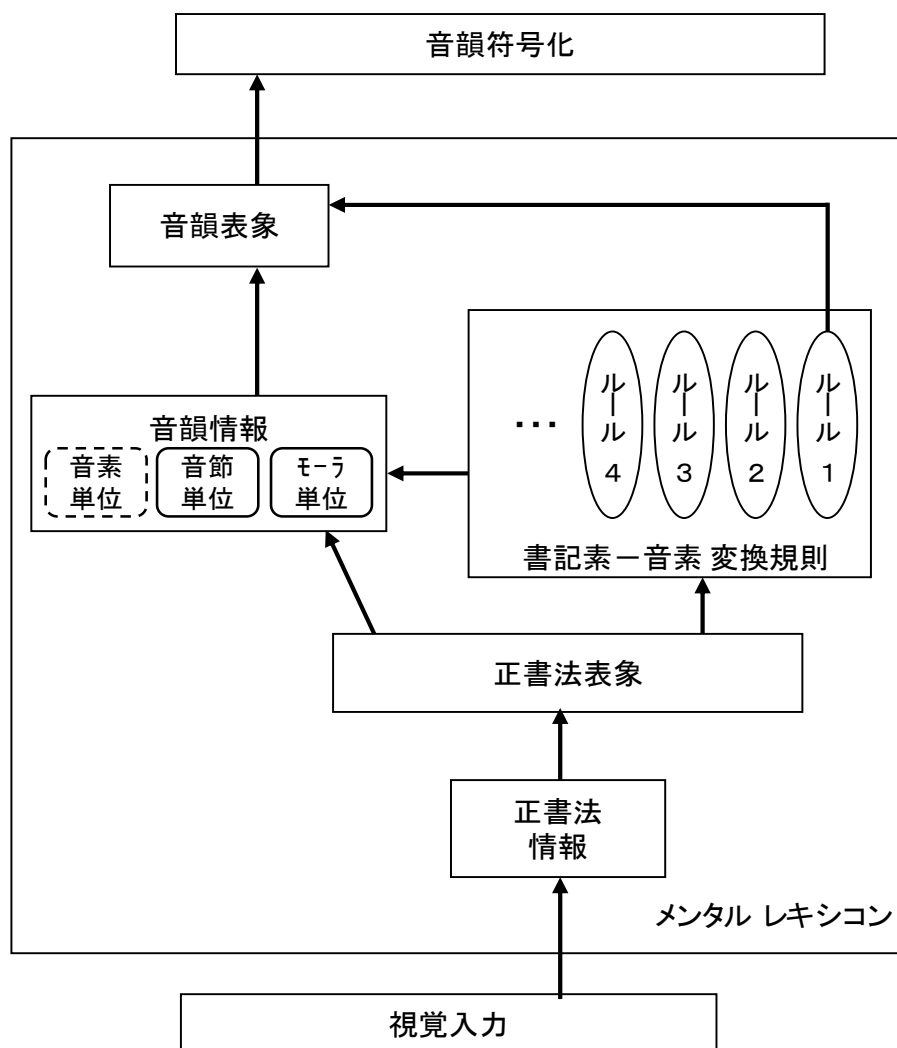 音韻符号化
音韻表象
ルール1
ルール2
ルール3
ルール4
…
音韻情報
音素
単位
音節
単位
ﾓｰﾗ
単位
書記素－音素 変換規則
正書法表象
正書法
情報
メンタル レキシコン
視覚入力